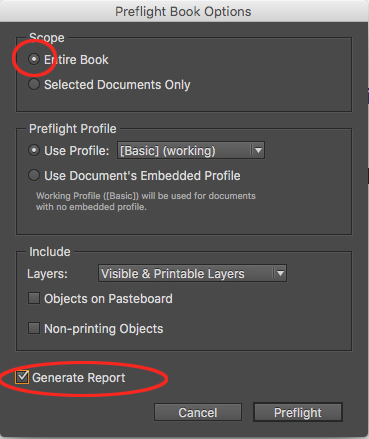 Preflight Book Options
Scope
Entire Book
Selected Documents Only
Preflight Profile
Use Profile: [Basic] (working)
Use Document's Embedded Profile
Working Profile ([Basic]) will be used for documents
with no embedded profile.
Include
Layers: Visible & Printable Layers
Objects on Pasteboard
Non-printing Objects
Generate Report
Cancel Preflight